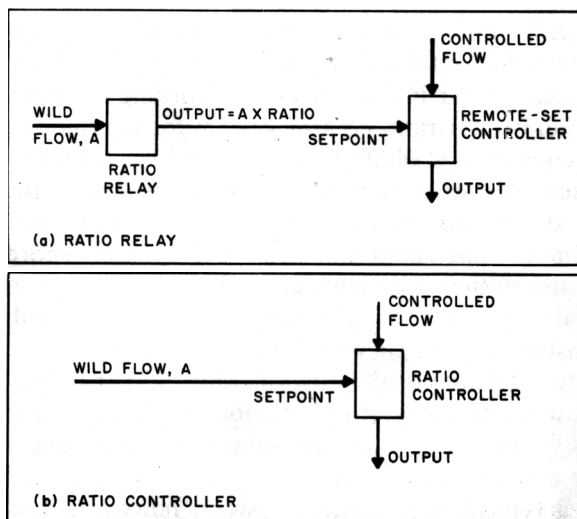 CONTROLLED
FLOW
WILD
FLOW, A
OUTPUT = A X RATIO
SETPOINT
REMOTE-SET
CONTROLLER
RATIO
RELAY
OUTPUT
(a) RATIO RELAY
CONTROLLED
FLOW
WILD FLOW, A
SETPOINT
RATIO
CONTROLLER
OUTPUT
(b) RATIO CONTROLLER